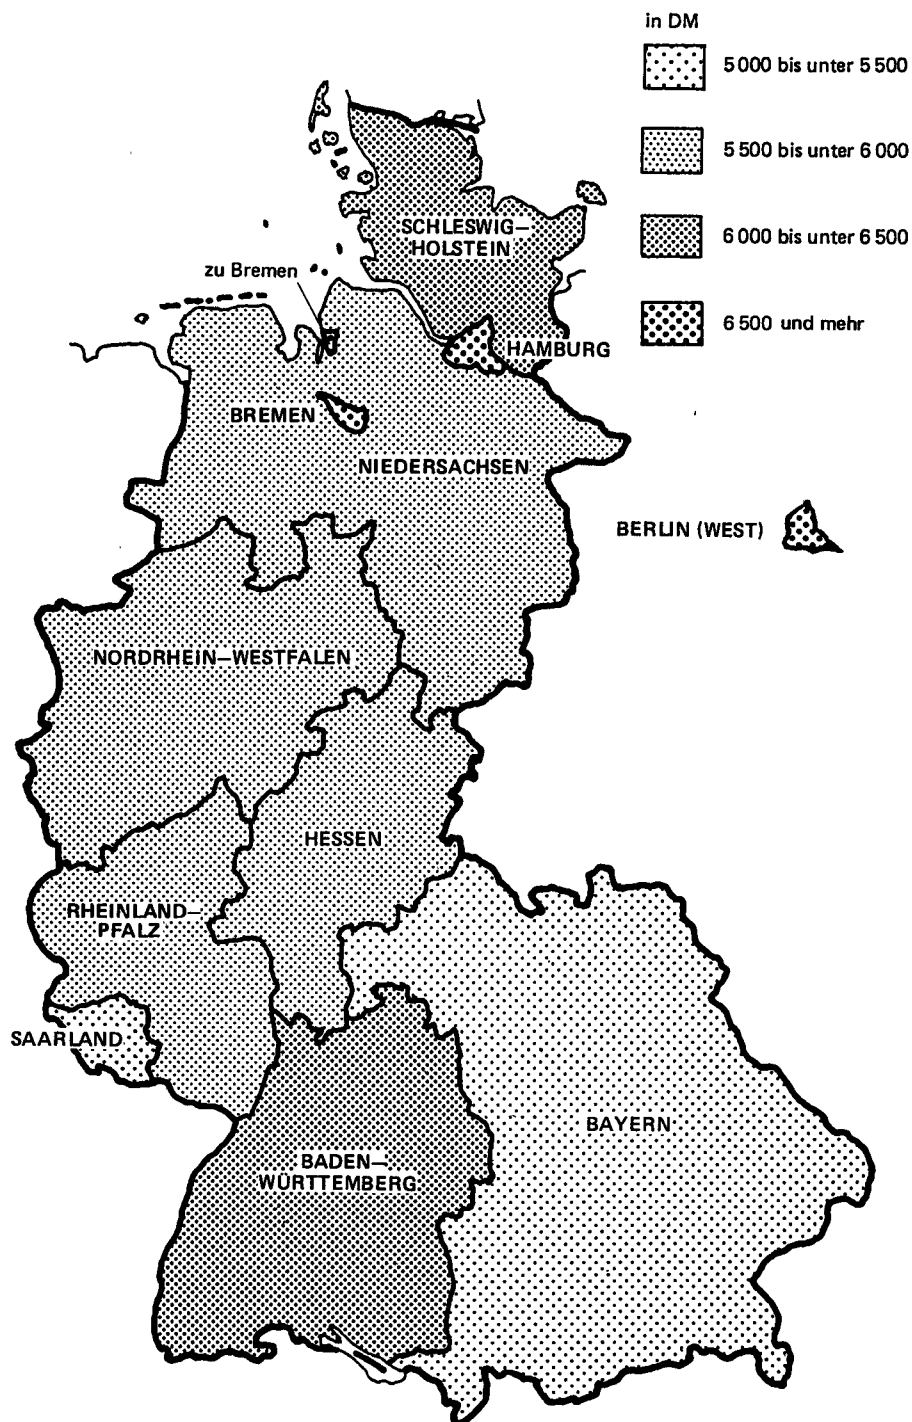 in DM
5 000 bis unter 5 500
5 500 bis unter 6 000
6 000 bis unter 6 500
6 500 und mehr
SCHLESWIG–
HOLSTEIN
zu Bremen
HAMBURG
BREMEN
NIEDERSACHSEN
BERLIN (WEST)
NORDRHEIN–WESTFALEN
HESSEN
RHEINLAND–
PFALZ
SAARLAND
BAYERN
BADEN–
WÜRTTEMBERG